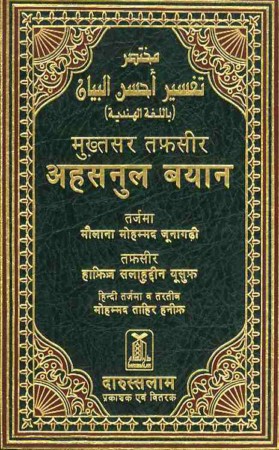 مختصر
تفسير أحسن البيان
(باللغة الهندية)
मुख़्तसर तफ़सीर
अहसनुल बयान
तर्जमा
मौलाना मोहम्मद जूनागढ़ी
तफ़सीर
हाफ़िज़ सलाहुद्दीन यूसुफ़
हिन्दी तर्जमा व तरतीब
मोहम्मद ताहिर हनीफ़
दारुस्सलाम
प्रकाशक एवं वितरक